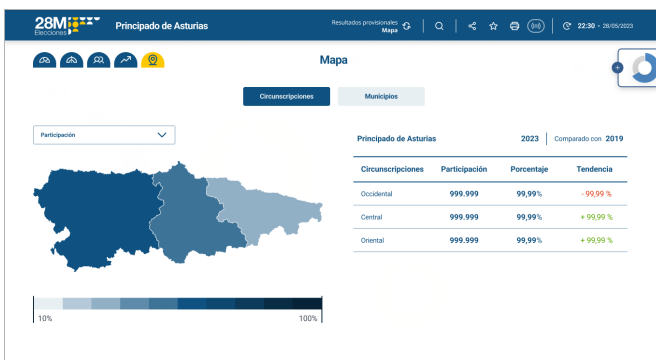 28M
Elecciones
Principado de Asturias
Resultados provisionales
Mapa
22:30 - 28/05/2023
Mapa
Circunscripciones
Municipios
Participación
Principado de Asturias 2023 Comparado con 2019
Circunscripciones Participación Porcentaje Tendencia
Occidental 999.999 99,99% - 99,99 %
Central 999.999 99,99% + 99,99 %
Oriental 999.999 99,99% + 99,99 %
10% 100%